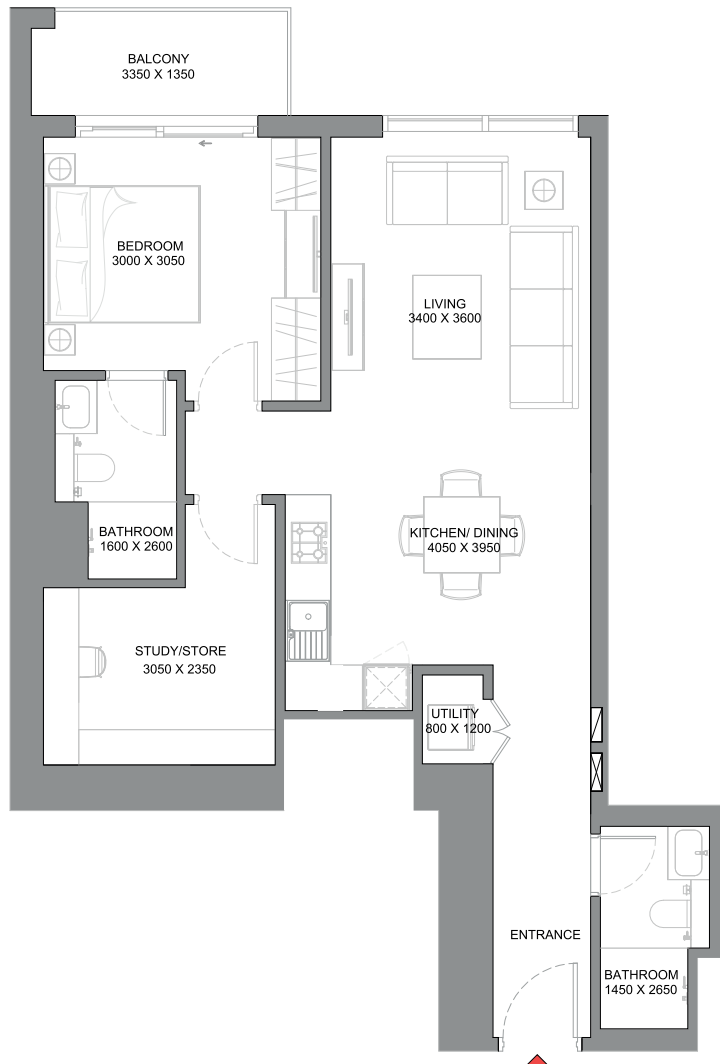 BALCONY
3350 X 1350
BEDROOM
3000 X 3050
LIVING
3400 X 3600
BATHROOM
1600 X 2600
KITCHEN/ DINING
4050 X 3950
STUDY/STORE
3050 X 2350
UTILITY
800 X 1200
ENTRANCE
BATHROOM
1450 X 2650